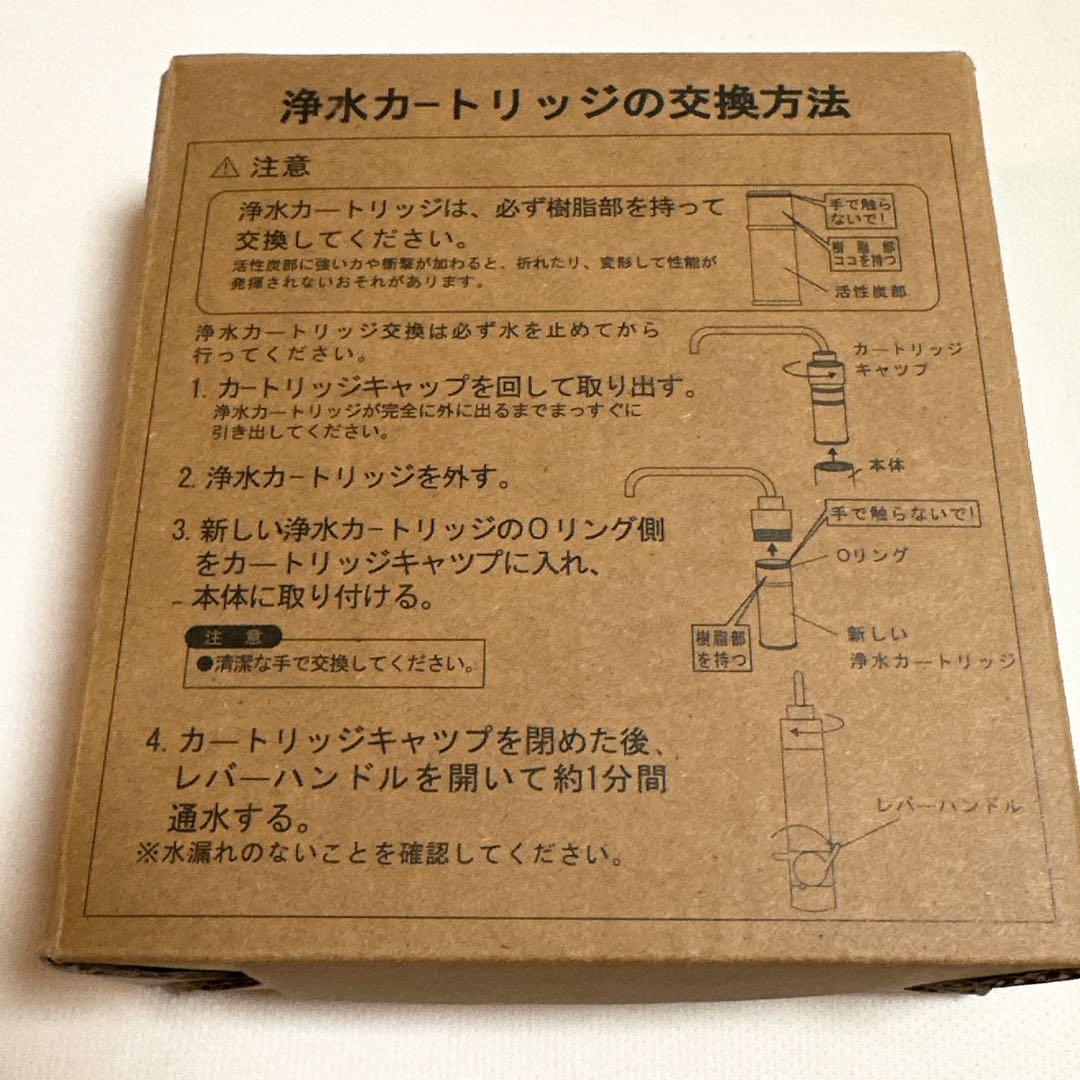 浄水カートリッジの交換方法
⚠ 注意
浄水カートリッジは、必ず樹脂部を持って
交換してください。
活性炭部に強い力や衝撃が加わると、折れたり、変形して性能が
発揮されないおそれがあります。
手で触ら
ないで!
樹脂部
ココを持つ
活性炭部
浄水カートリッジ交換は必ず水を止めてから
行ってください。
1. カートリッジキャップを回して取り出す。
浄水カートリッジが完全に外に出るまでまっすぐに
引き出してください。
カートリッジ
キャツプ
本体
2. 浄水カートリッジを外す。
3. 新しい浄水カートリッジのOリング側
をカートリッジキャツプに入れ、
本体に取り付ける。
手で触らないで!
Oリング
樹脂部
を持つ
新しい
浄水カートリッジ
注意
●清潔な手で交換してください。
4. カートリッジキャツプを閉めた後、
レバーハンドルを開いて約1分間
通水する。
※水漏れのないことを確認してください。
レバーハンドル